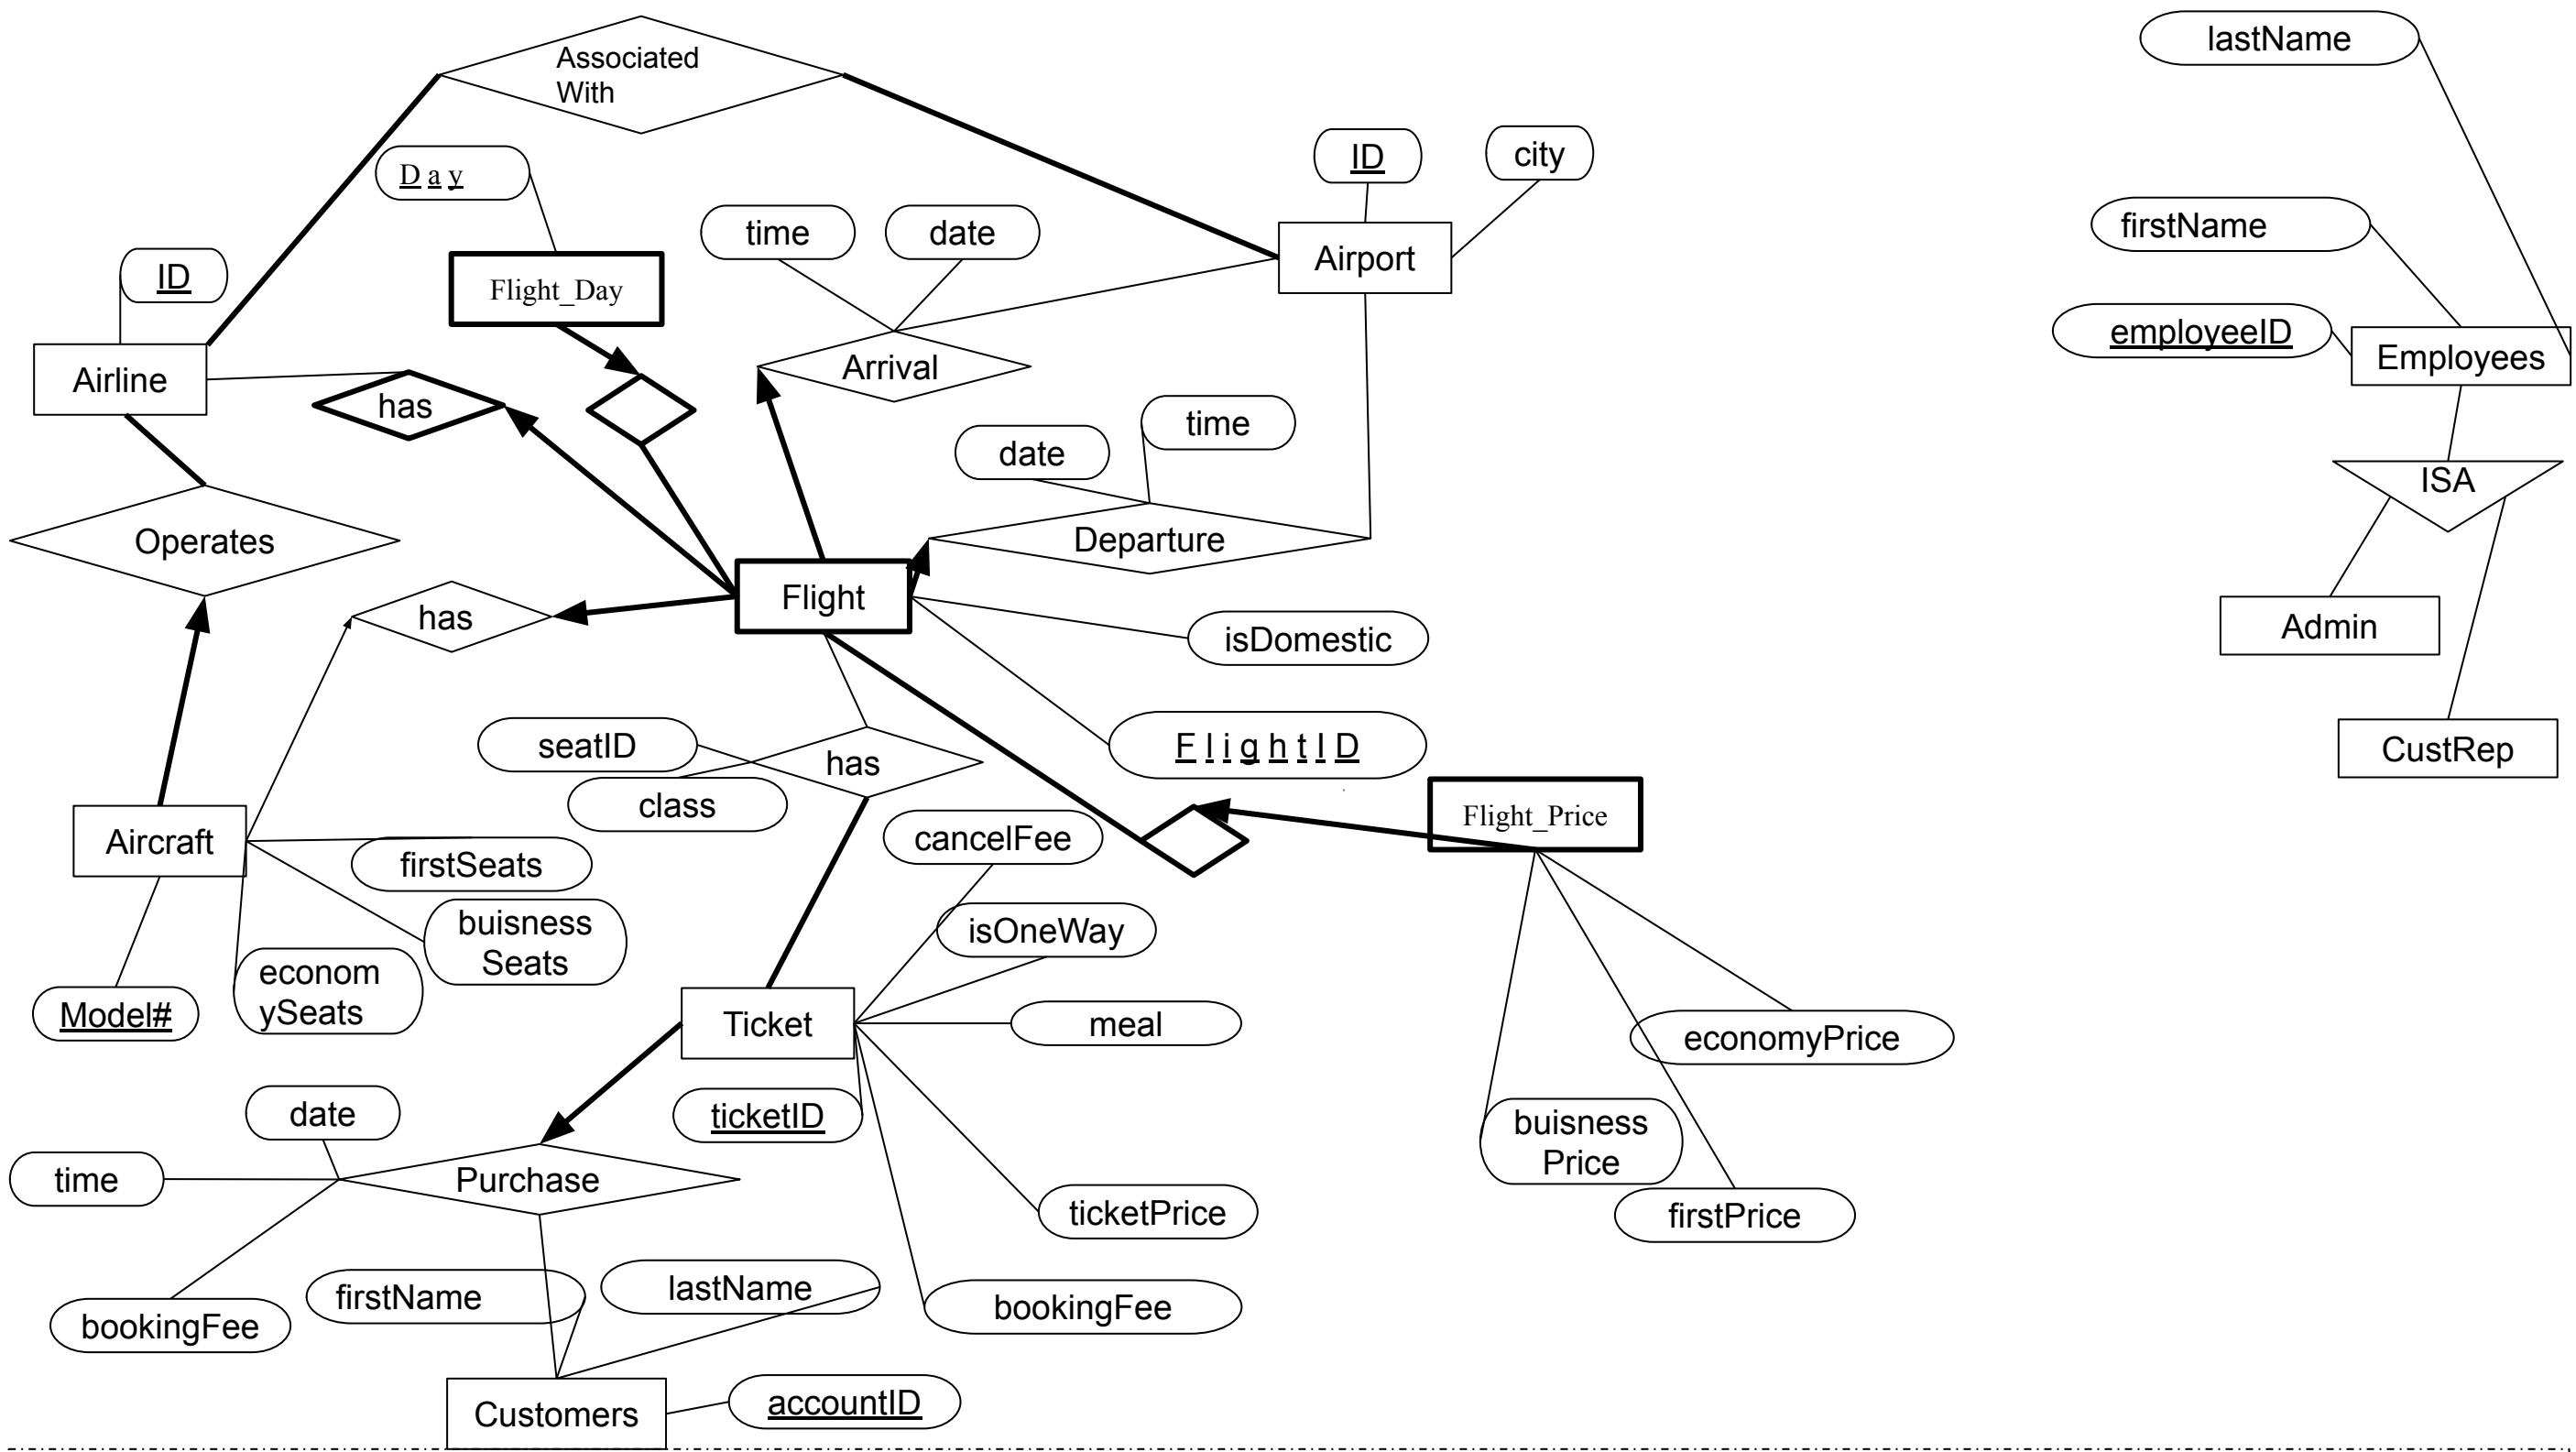 Associated
With
lastName
ID
city
D a y
time
date
firstName
Airport
ID
Flight_Day
employeeID
Employees
Airline
Arrival
has
time
date
ISA
Operates
Departure
Flight
has
isDomestic
Admin
seatID
has
F l i g h t I D
CustRep
class
Flight_Price
cancelFee
Aircraft
firstSeats
buisness
Seats
isOneWay
econom
ySeats
Model#
Ticket
meal
economyPrice
date
ticketID
buisness
Price
time
Purchase
ticketPrice
firstPrice
firstName
lastName
bookingFee
bookingFee
Customers
accountID